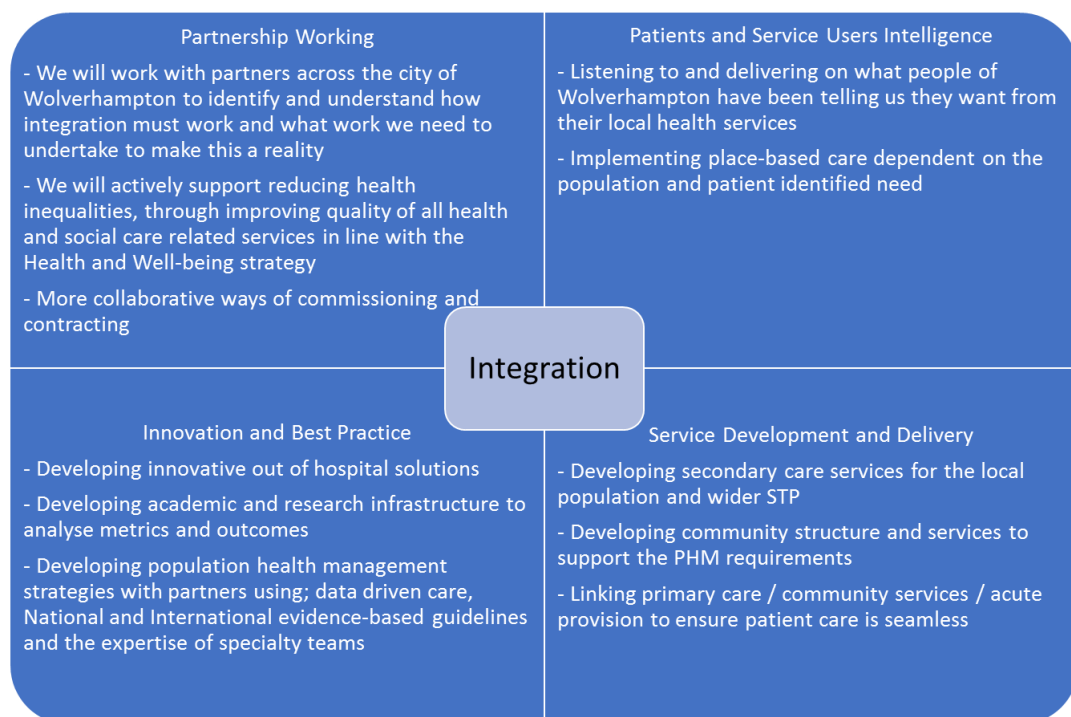 Partnership Working
- We will work with partners across the city of
Wolverhampton to identify and understand how
integration must work and what work we need to
undertake to make this a reality
- We will actively support reducing health
inequalities, through improving quality of all health
and social care related services in line with the
Health and Well-being strategy
- More collaborative ways of commissioning and
contracting
Patients and Service Users Intelligence
- Listening to and delivering on what people of
Wolverhampton have been telling us they want from
their local health services
- Implementing place-based care dependent on the
population and patient identified need
Integration
Innovation and Best Practice
- Developing innovative out of hospital solutions
- Developing academic and research infrastructure to
analyse metrics and outcomes
- Developing population health management
strategies with partners using; data driven care,
National and International evidence-based guidelines
and the expertise of specialty teams
Service Development and Delivery
- Developing secondary care services for the local
population and wider STP
- Developing community structure and services to
support the PHM requirements
- Linking primary care / community services / acute
provision to ensure patient care is seamless